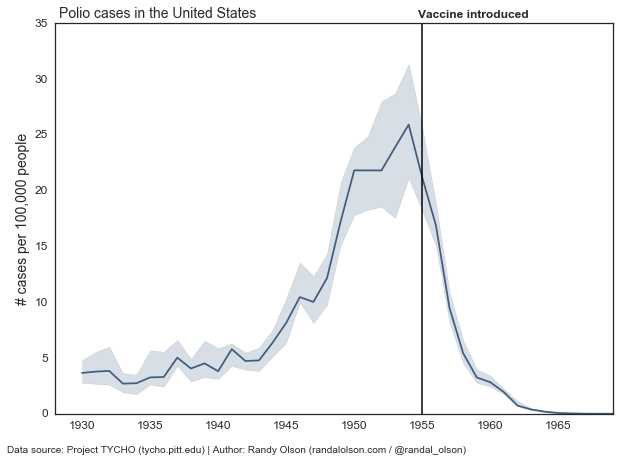 Polio cases in the United States
Vaccine introduced
# cases per 100,000 people
35
30
25
20
15
10
5
0
1930 1935 1940 1945 1950 1955 1960 1965
Data source: Project TYCHO (tycho.pitt.edu) | Author: Randy Olson (randalolson.com / @randal_olson)